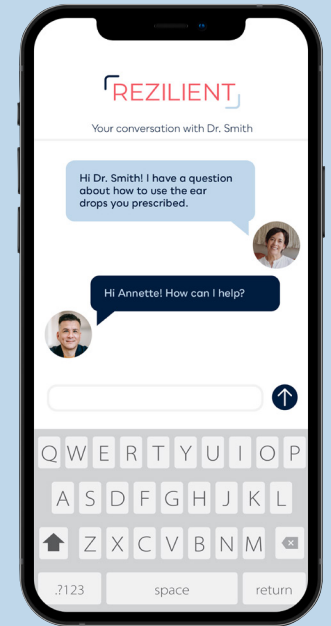 REZILIENT
Your conversation with Dr. Smith
Hi Dr. Smith! I have a question
about how to use the ear
drops you prescribed.
Hi Annette! How can I help?
Q W E R T Y U I O P
A S D F G H J K L
Z X C V B N M
.?123 space return